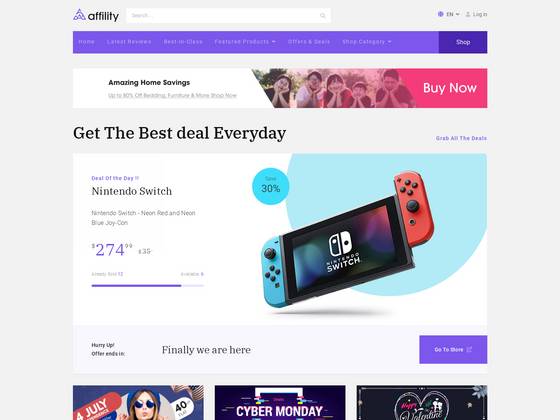 affility
Search...
EN
Log in
Home
Latest Reviews
Best-In-Class
Featured Products
Offers & Deals
Shop Category
Shop
Amazing Home Savings
Up to 80% Off Bedding, Furniture & More Shop Now
Buy Now
Get The Best deal Everyday
Grab All The Deals
Deal Of the Day !!
Nintendo Switch
Nintendo Switch - Neon Red and Neon
Blue Joy-Con
$274.99 $35
Already Sold 12
Available 6
Save
30%
NINTENDO
SWITCH
Hurry Up!
Offer ends in:
Finally we are here
Go To Store
4 JULY
40%
CYBER MONDAY
Happy
Valentine